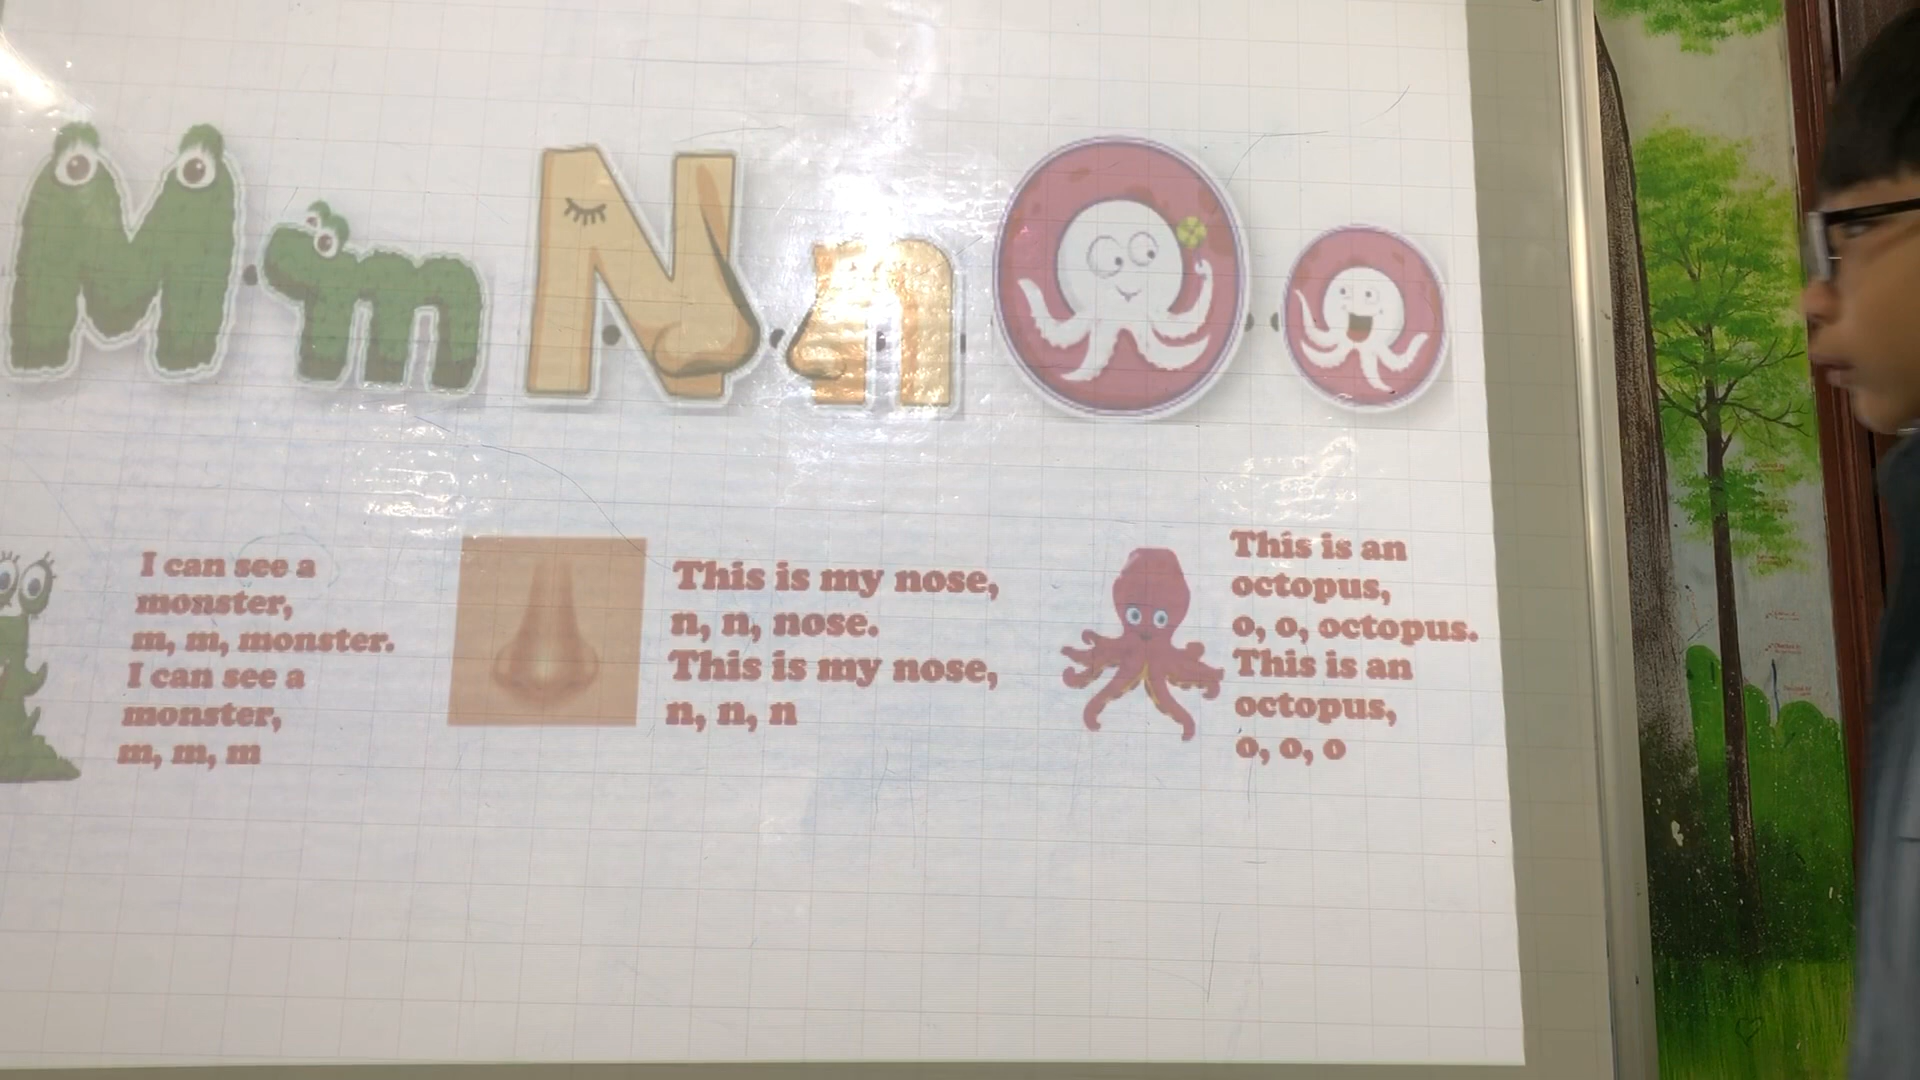 M m N n O o
I can see a
monster,
m, m, monster.
I can see a
monster,
m, m, m
This is my nose,
n, n, nose.
This is my nose,
n, n, n
This is an
octopus,
o, o, octopus.
This is an
octopus,
o, o, o